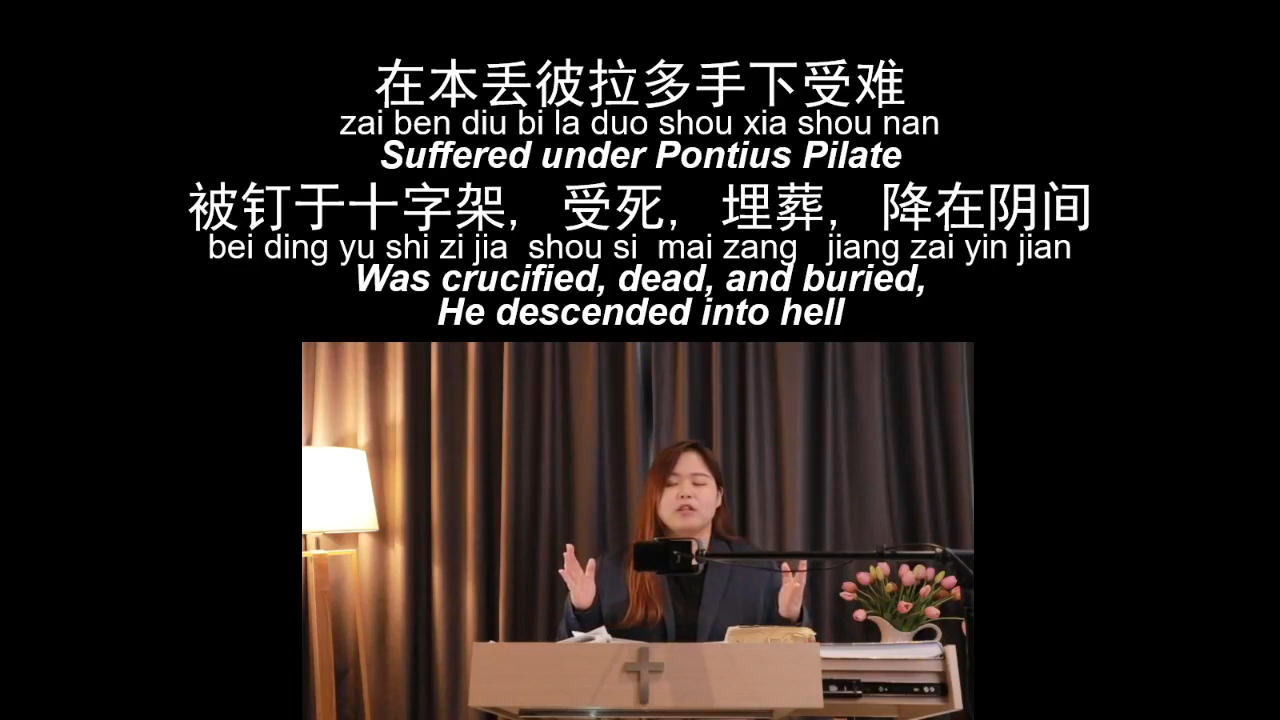 在本丢彼拉多手下受难
zai ben diu bi la duo shou xia shou nan
Suffered under Pontius Pilate
被钉于十字架, 受死, 埋葬, 降在阴间
bei ding yu shi zi jia shou si mai zang jiang zai yin jian
Was crucified, dead, and buried,
He descended into hell